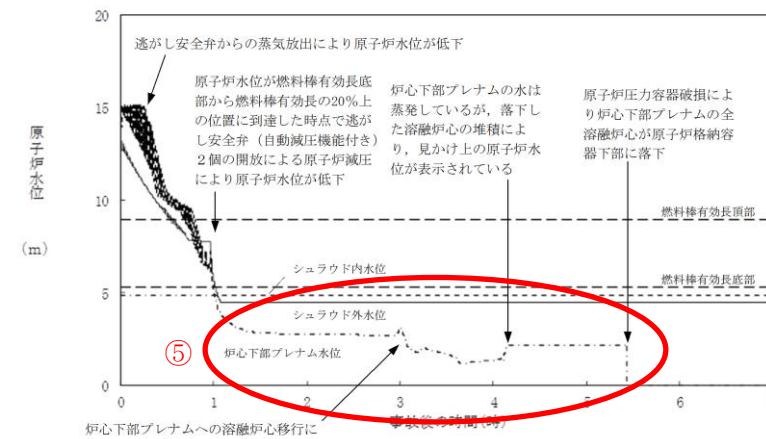 20
逃がし安全弁からの蒸気放出により原子炉水位が低下
原子炉水位が燃料棒有効長底
部から燃料棒有効長の20%上
の位置に到達した時点で逃が
し安全弁(自動減圧機能付き)
2個の開放による原子炉減圧
により原子炉水位が低下
炉心下部プレナムの水は
蒸発しているが,落下し
た溶融炉心の堆積によ
り,見かけ上の原子炉水
位が表示されている
原子炉圧力容器破損によ
り炉心下部プレナムの全
溶融炉心が原子炉格納容
器下部に落下
15
原子炉水位
(m)
10
燃料棒有効長頂部
シュラウド内水位
燃料棒有効長底部
5
シュラウド外水位
⑤
炉心下部プレナム水位
0
0 1 2 3 4 5 6
事故後の時間(時)
炉心下部プレナムへの溶融炉心移行に